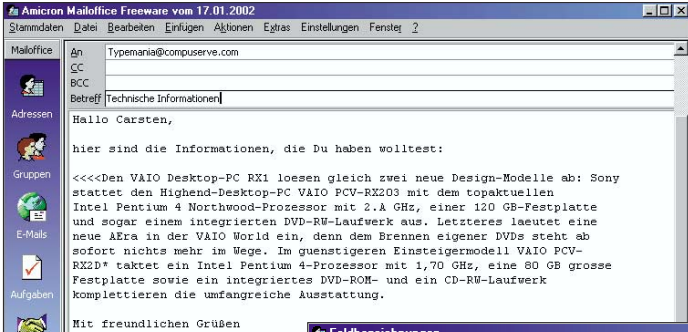 Amicron Mailoffice Freeware vom 17.01.2002
Stammdaten Datei Bearbeiten Einfügen Aktionen Extras Einstellungen Fenster ?
Mailoffice
An Typemania@compuserve.com
CC
BCC
Betreff Technische Informationen
Adressen
Gruppen
E-Mails
Aufgaben
Hallo Carsten,
hier sind die Informationen, die Du haben wolltest:
<<<<Den VAIO Desktop-PC RX1 loesen gleich zwei neue Design-Modelle ab: Sony
stattet den Highend-Desktop-PC VAIO PCV-RX203 mit dem topaktuellen
Intel Pentium 4 Northwood-Prozessor mit 2.A GHz, einer 120 GB-Festplatte
und sogar einem integrierten DVD-RW-Laufwerk aus. Letzteres laeutet eine
neue AEra in der VAIO World ein, denn dem Brennen eigener DVDs steht ab
sofort nichts mehr im Wege. Im guenstigeren Einsteigermodell VAIO PCV-
RX2D* taktet ein Intel Pentium 4-Prozessor mit 1,70 GHz, eine 80 GB grosse
Festplatte sowie ein integriertes DVD-ROM- und ein CD-RW-Laufwerk
komplettieren die umfangreiche Ausstattung.
Mit freundlichen Grüßen
Feldbezeichnungen